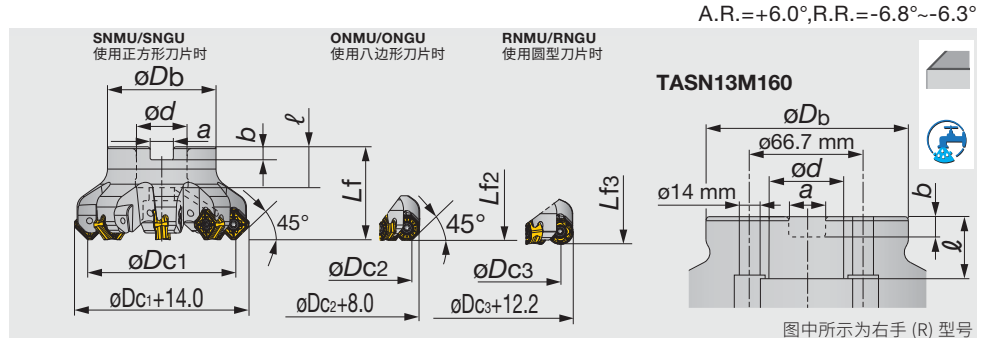 A.R.=+6.0°,R.R.=-6.8°~-6.3°
SNMU/SNGU
使用正方形刀片时
ONMU/ONGU
使用八边形刀片时
RNMU/RNGU
使用圆型刀片时
TASN13M160
øDb
ød
a
b
ℓ
Lf
45°
øDc1
øDc1+14.0
Lf2
45°
øDc2
øDc2+8.0
Lf3
øDc3
øDc3+12.2
øDb
ø66.7 mm
ød
ø14 mm
a
b
ℓ
图中所示为右手 (R) 型号